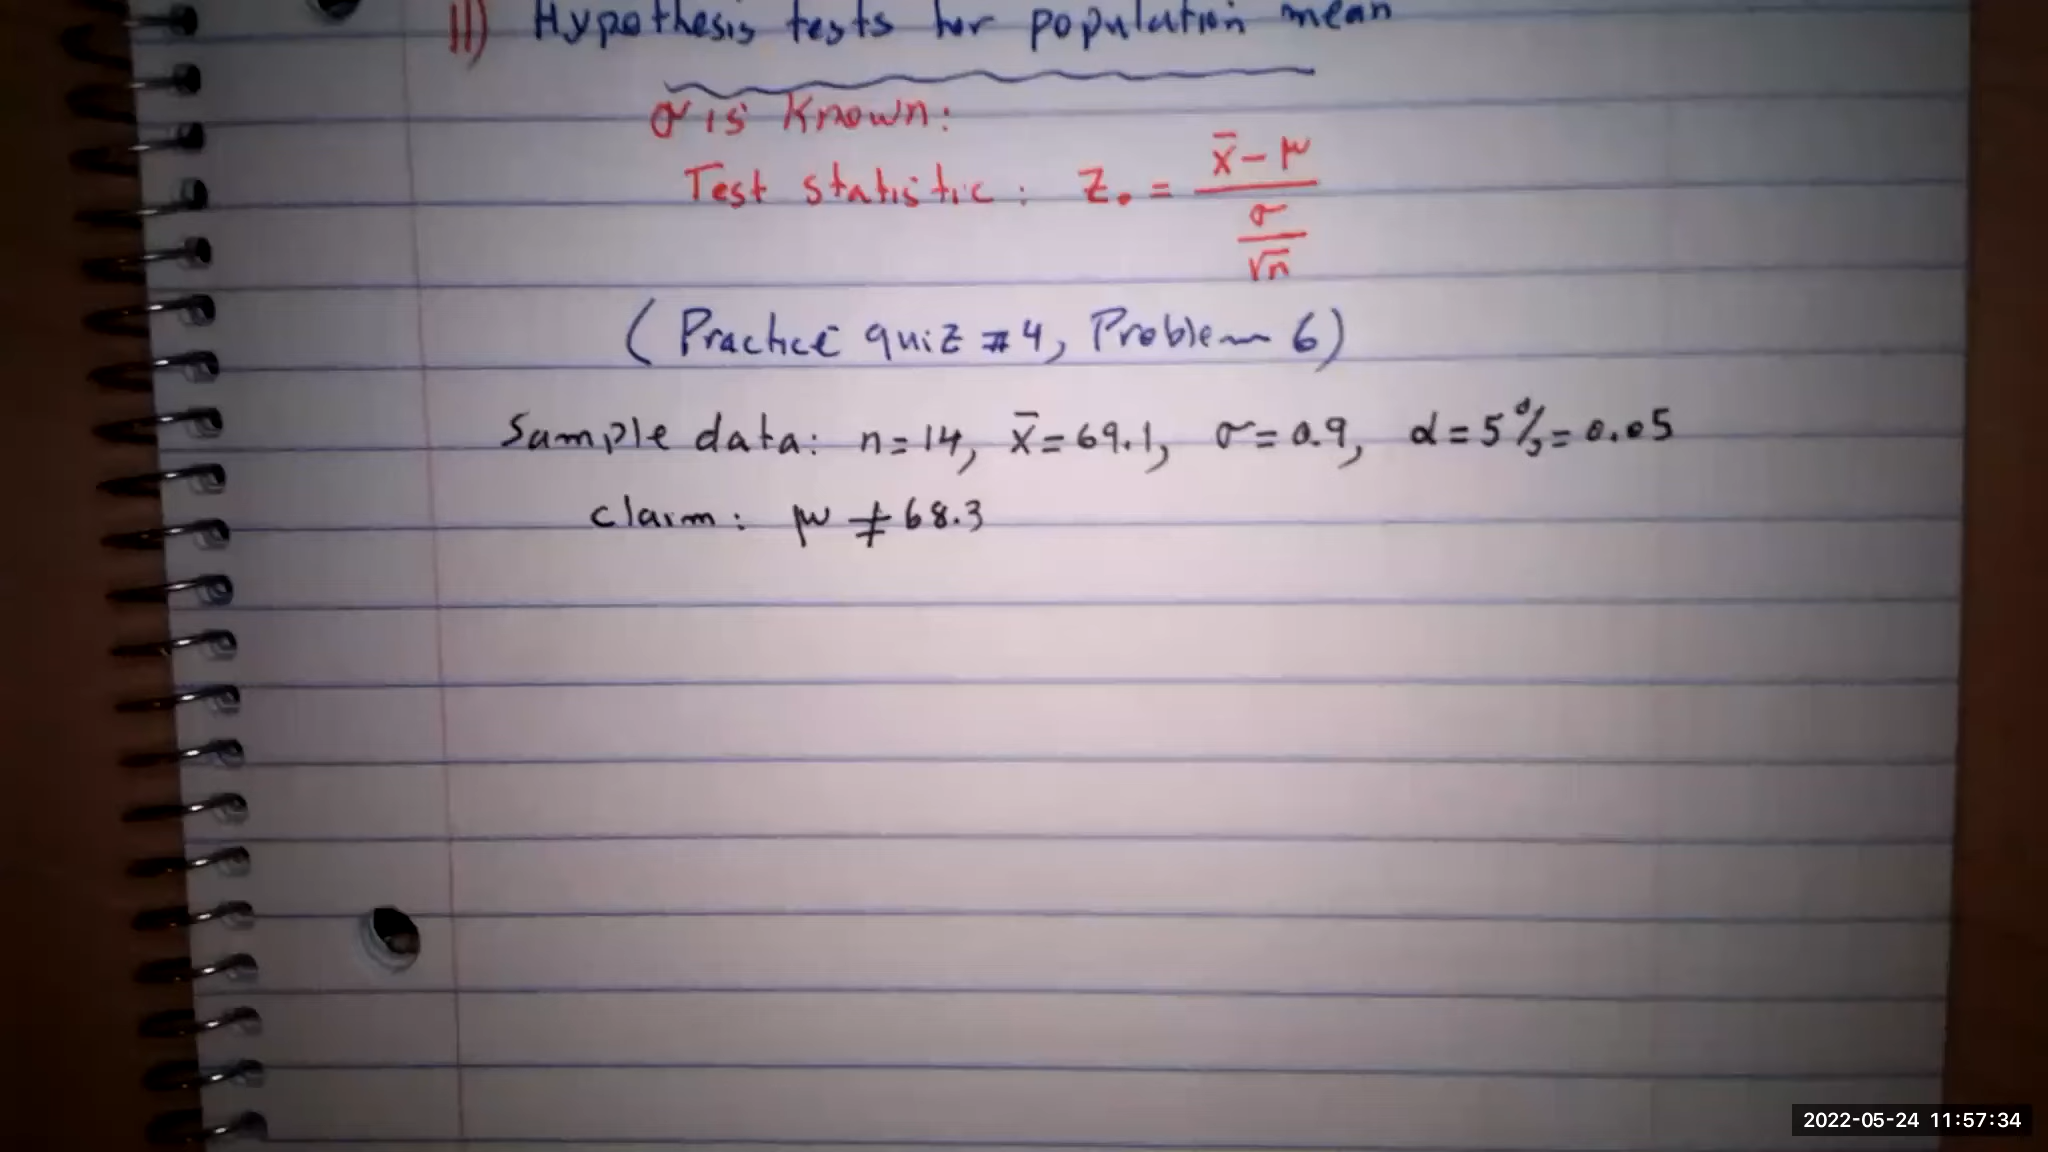 11) Hypothesis tests for population mean
σ is Known:
Test statistic: Z₀ = (x̄ - μ) / (σ / √n)
(Practice quiz #4, Problem 6)
Sample data: n=14, x̄=69.1, σ=0.9, α=5%=0.05
claim: μ ≠ 68.3
2022-05-24 11:57:34